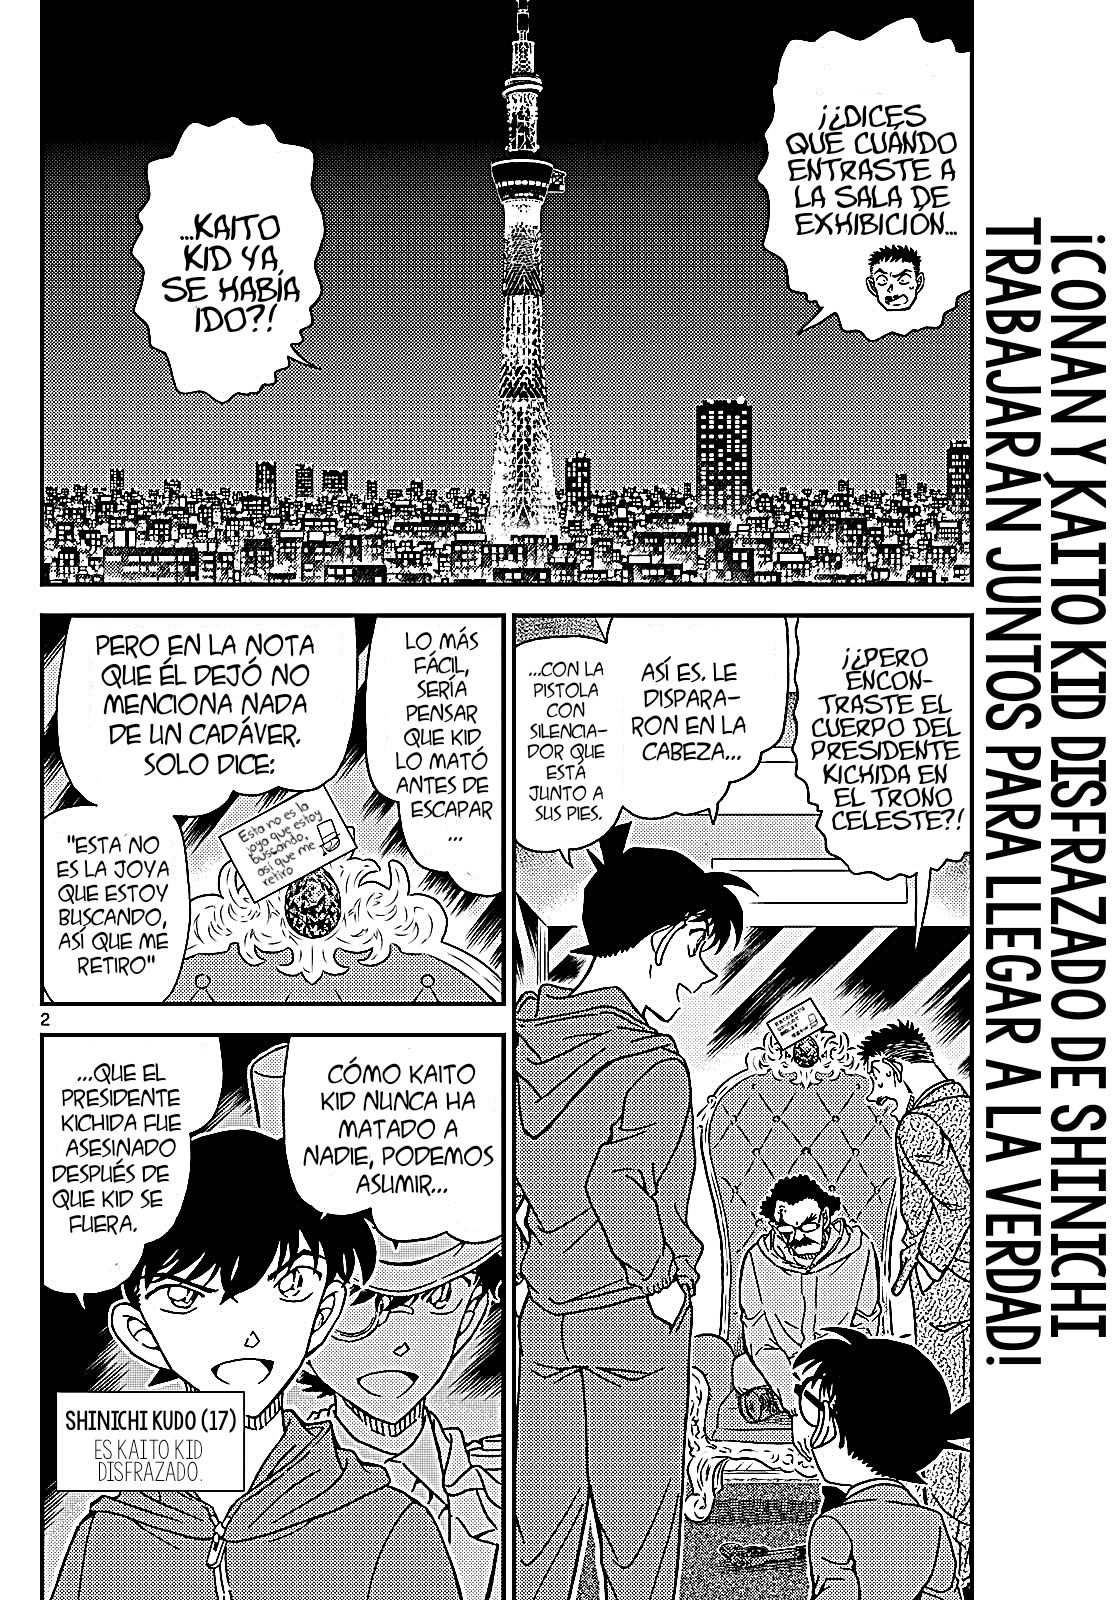 ¡CONAN Y KAITO KID DISFRAZADO DE SHINICHI
TRABAJARÁN JUNTOS PARA LLEGAR A LA VERDAD!
¡¿DICES
QUE CUÁNDO
ENTRASTE A
LA SALA DE
EXHIBICIÓN...
...KAITO
KID YA
SE HABÍA
IDO?!
¡¿PERO
ENCON-
TRASTE EL
CUERPO DEL
PRESIDENTE
KICHIDA EN
EL TRONO
CELESTE?!
ASÍ ES. LE
DISPARA-
RON EN LA
CABEZA...
...CON LA
PISTOLA
CON
SILENCIA-
DOR QUE
ESTÁ
JUNTO A
SUS PIES.
LO MÁS
FÁCIL,
SERÍA
PENSAR
QUE KID
LO MATÓ
ANTES DE
ESCAPAR
...
PERO EN LA NOTA
QUE ÉL DEJÓ NO
MENCIONA NADA
DE UN CADÁVER.
SOLO DICE:
Esta no es la
joya que estoy
buscando,
así que me
retiro
"ESTA NO
ES LA JOYA
QUE ESTOY
BUSCANDO,
ASÍ QUE ME
RETIRO"
2
CÓMO KAITO
KID NUNCA HA
MATADO A
NADIE, PODEMOS
ASUMIR...
...QUE EL
PRESIDENTE
KICHIDA FUE
ASESINADO
DESPUÉS DE
QUE KID SE
FUERA.
SHINICHI KUDO (17)
ES KAITO KID
DISFRAZADO.